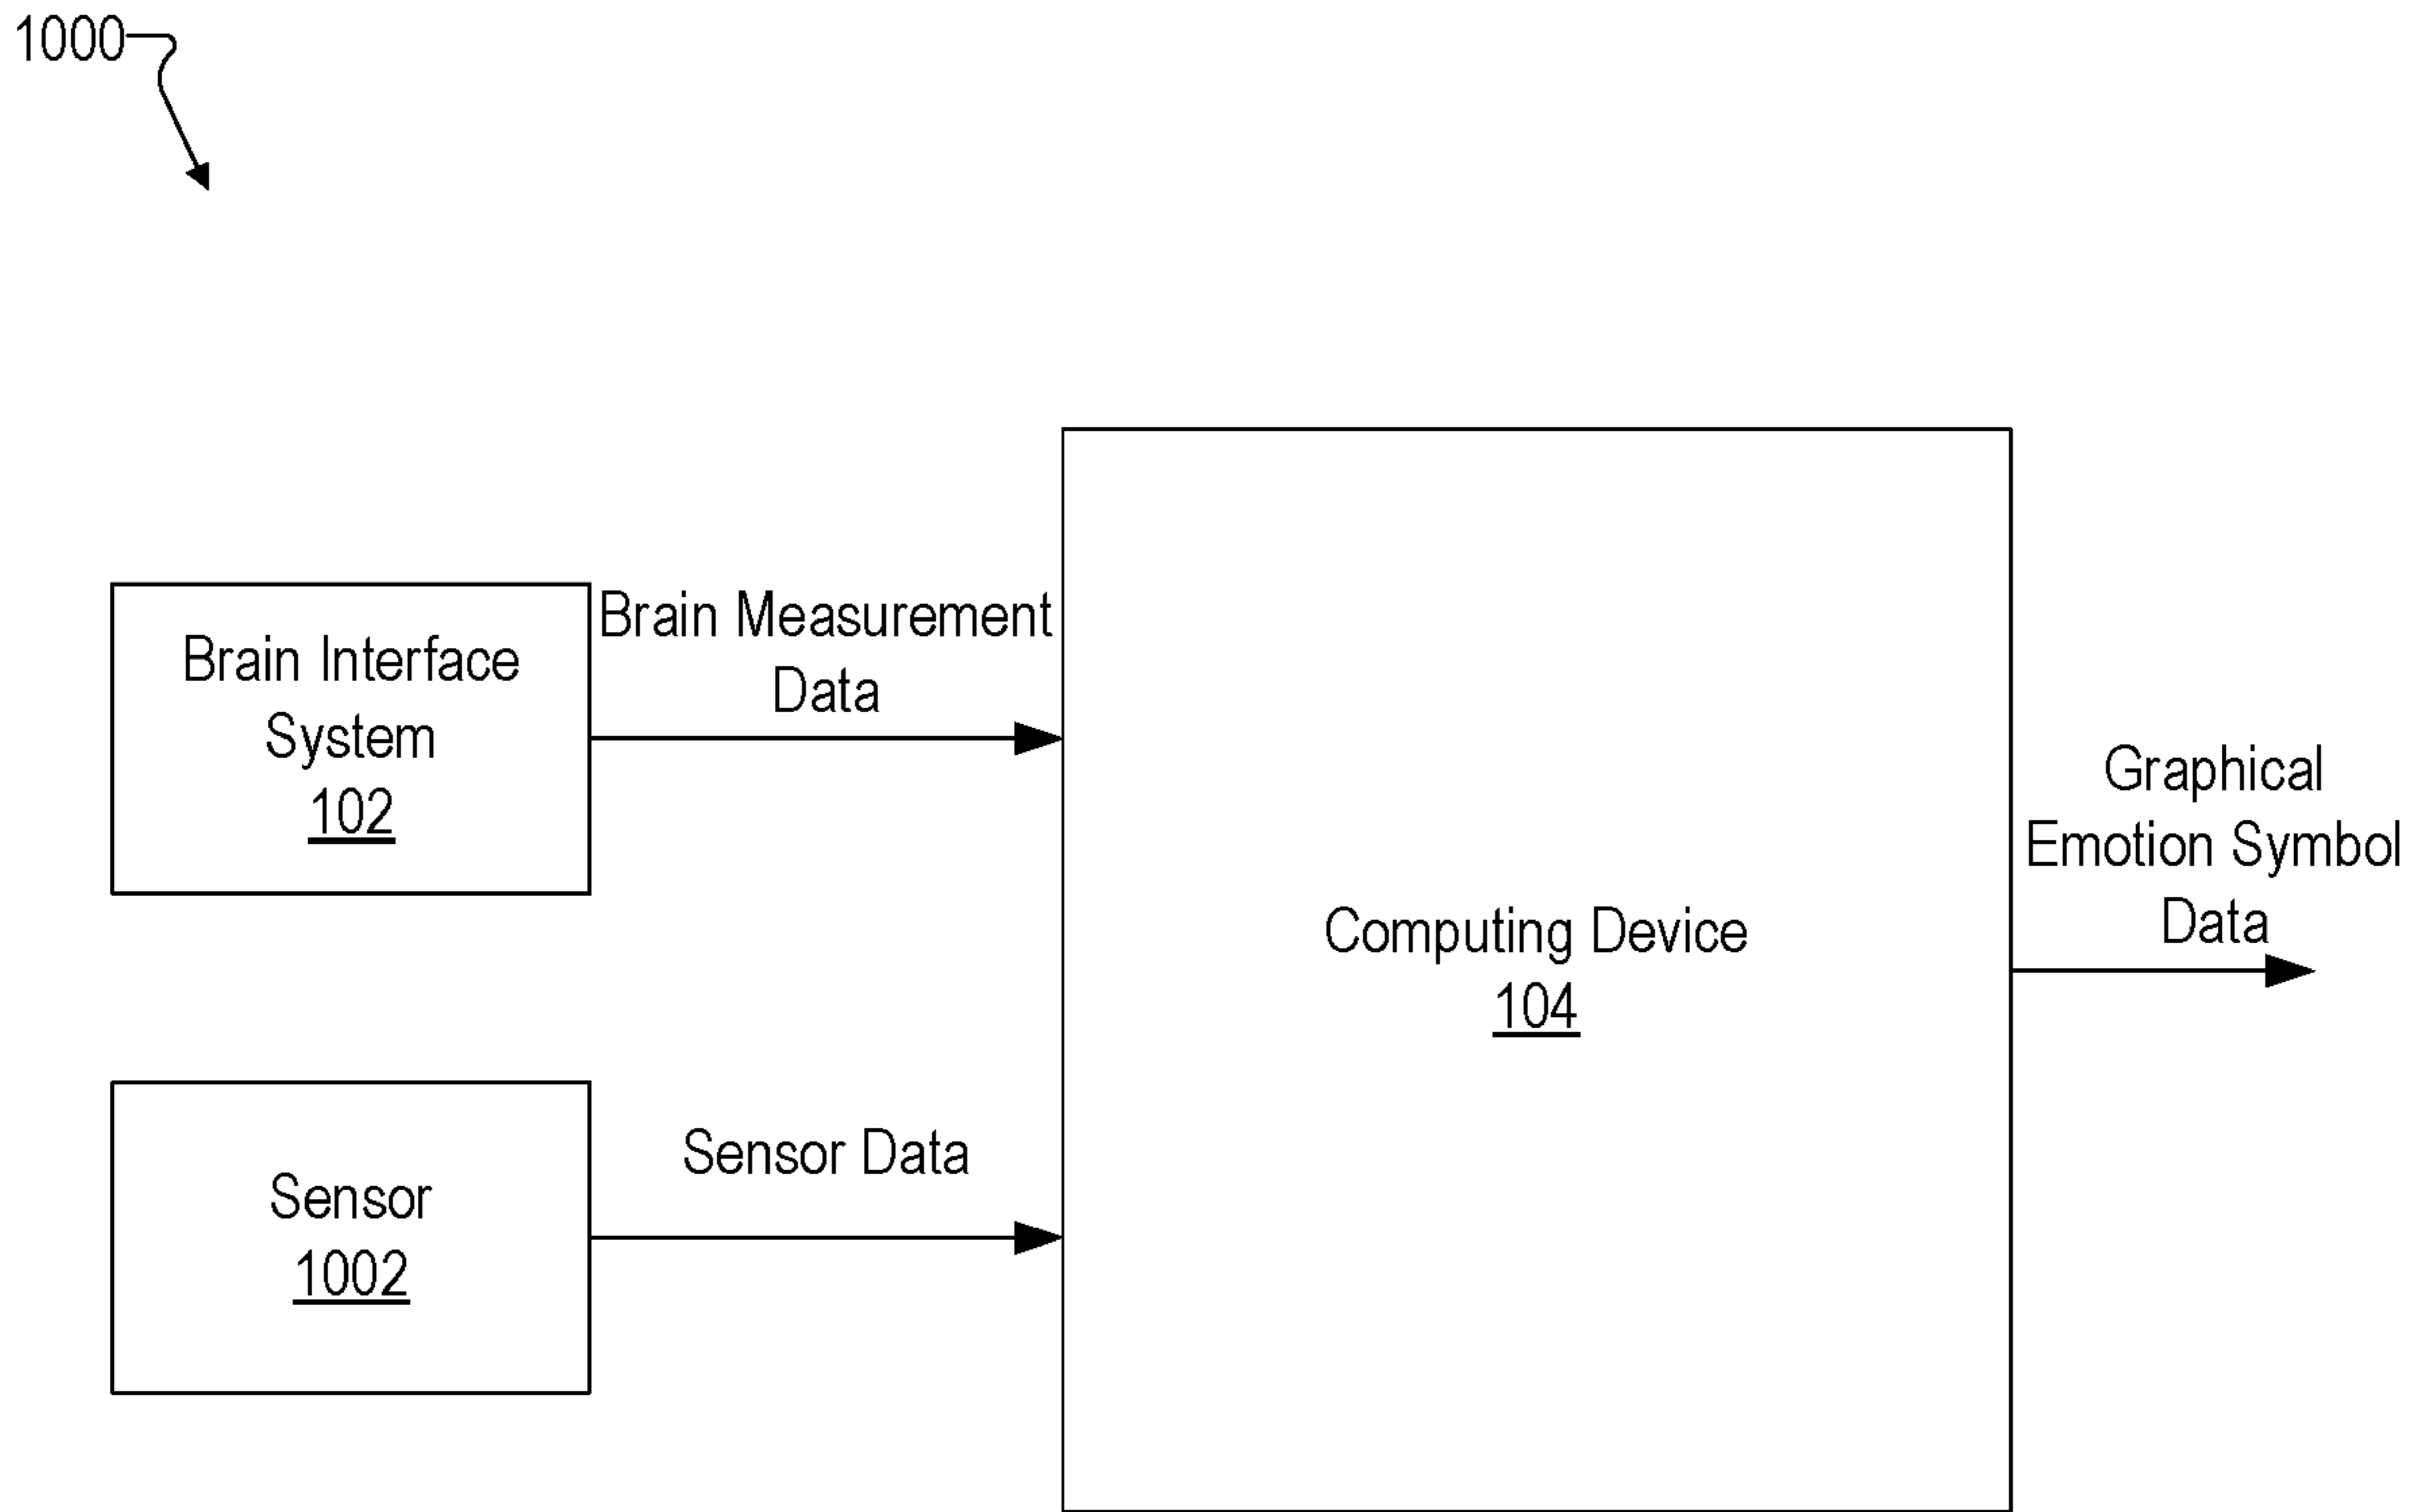 1000
Brain Interface
System
102
Brain Measurement
Data
Sensor
1002
Sensor Data
Computing Device
104
Graphical
Emotion Symbol
Data